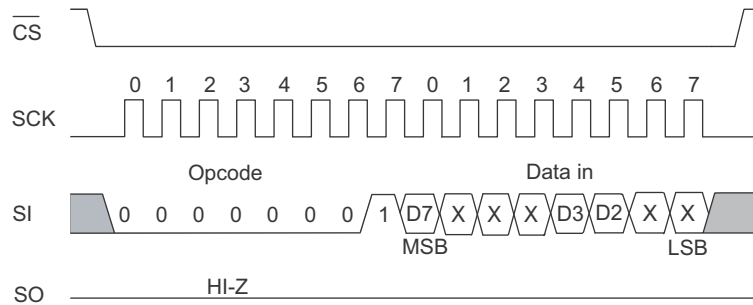 CS
0 1 2 3 4 5 6 7 0 1 2 3 4 5 6 7
SCK
Opcode Data in
SI 0 0 0 0 0 0 0 1 D7 X X X D3 D2 X X
MSB LSB
HI-Z
SO